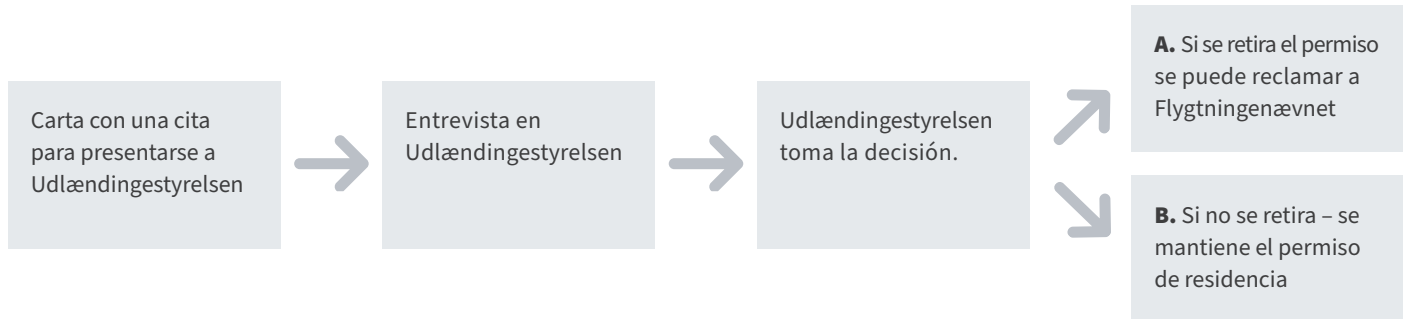 Carta con una cita
para presentarse a
Udlændingestyrelsen
Entrevista en
Udlændingestyrelsen
Udlændingestyrelsen
toma la decisión.
A. Si se retira el permiso
se puede reclamar a
Flygtningenævnet
B. Si no se retira – se
mantiene el permiso
de residencia